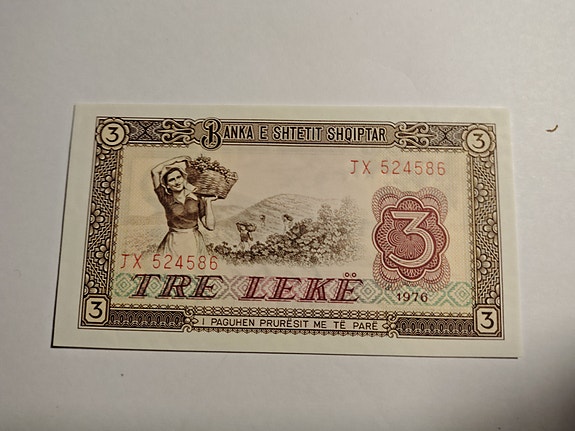 3 BANKA E SHTETIT SHQIPTAR 3
JX 524586
3
JX 524586
TRE LEKË
1976
3 I PAGUHEN PRURËSIT ME TË PARË 3